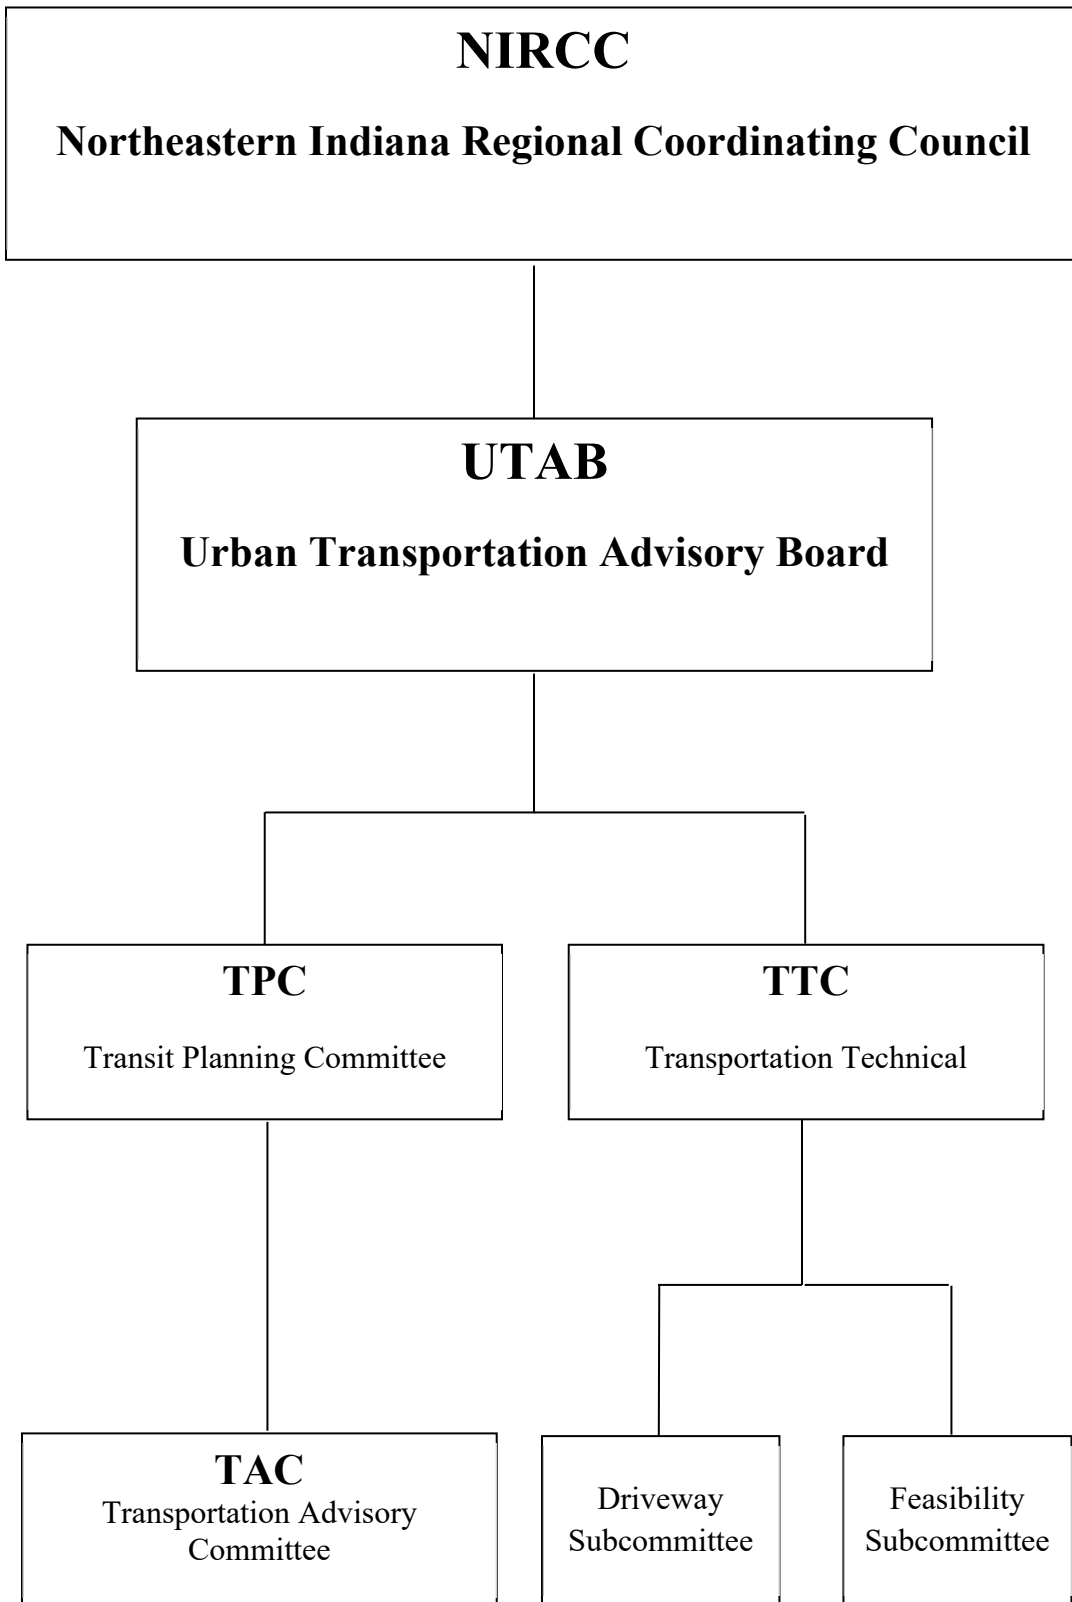 NIRCC
Northeastern Indiana Regional Coordinating Council
UTAB
Urban Transportation Advisory Board
TPC
Transit Planning Committee
TTC
Transportation Technical
TAC
Transportation Advisory
Committee
Driveway
Subcommittee
Feasibility
Subcommittee